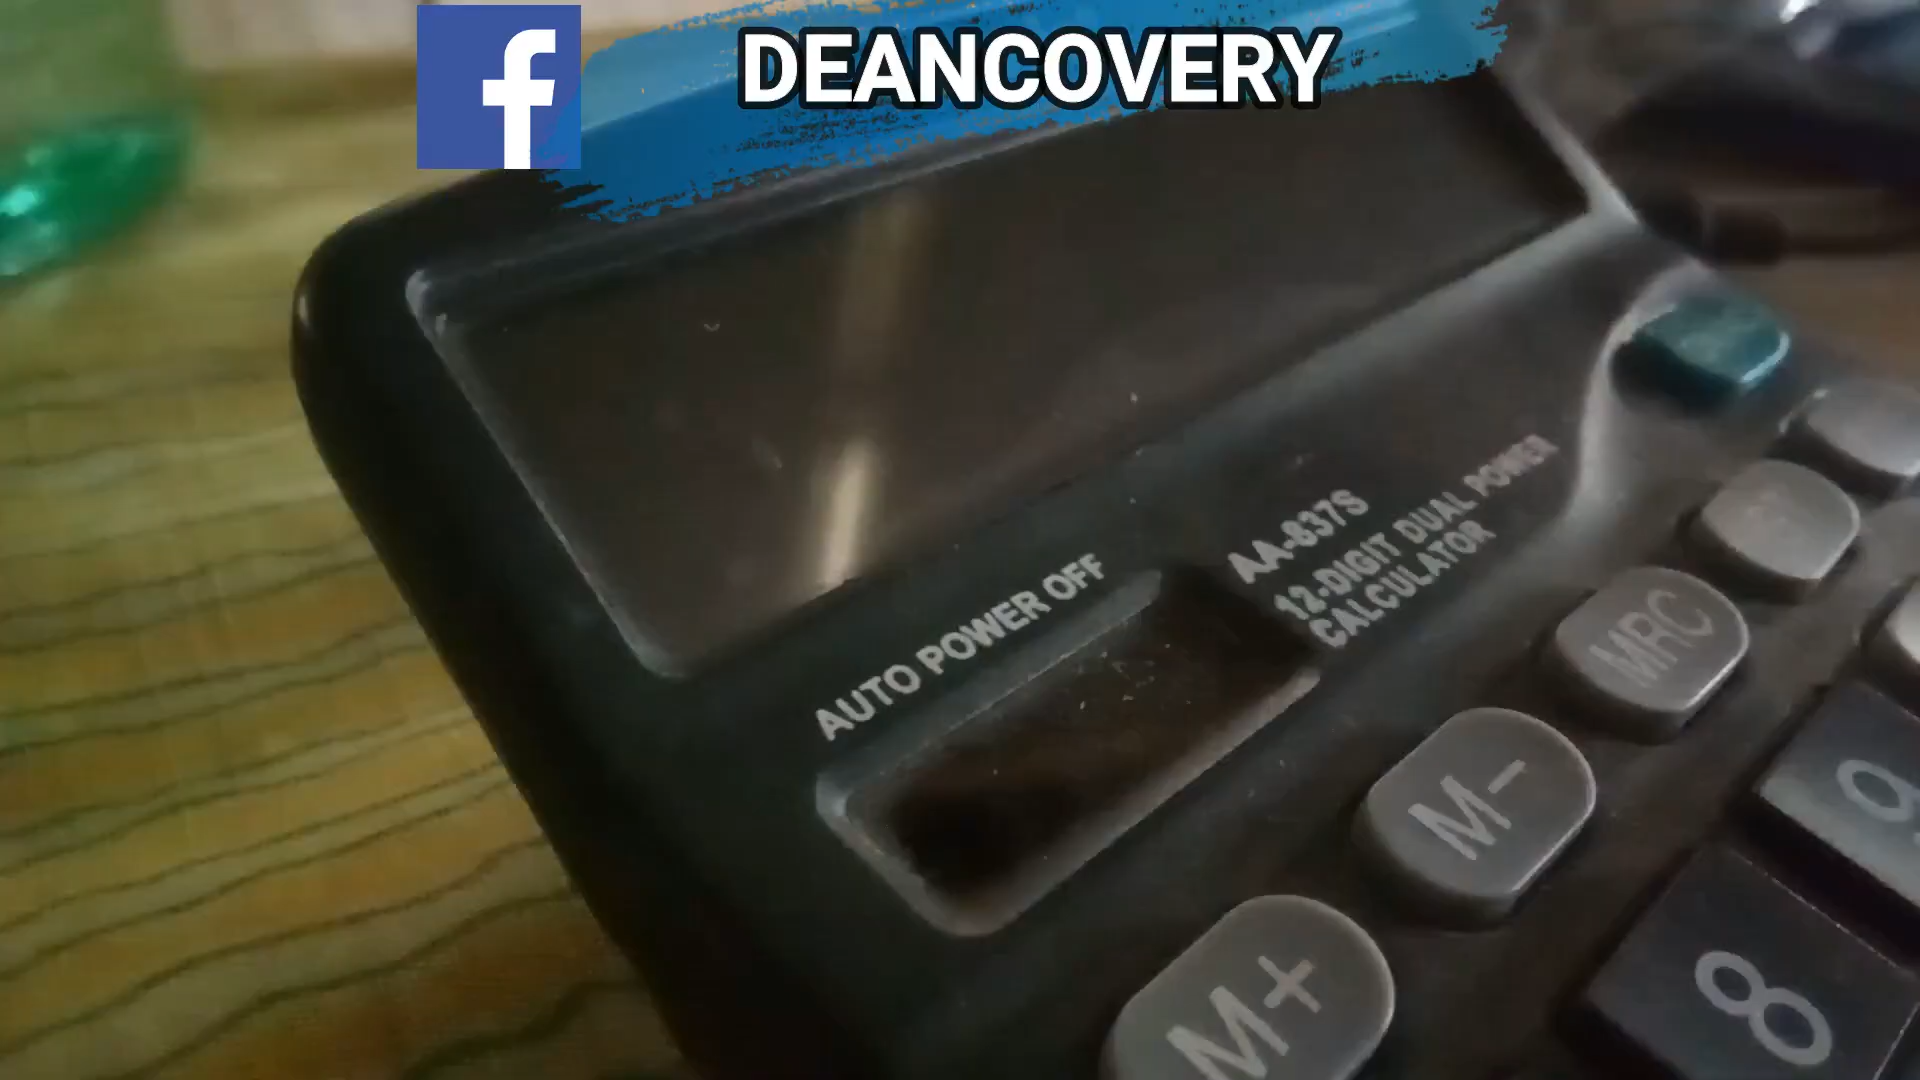 DEANCOVERY
AUTO POWER OFF
AA-837S
12-DIGIT DUAL POWER
CALCULATOR
MRC
M-
M+
9
8